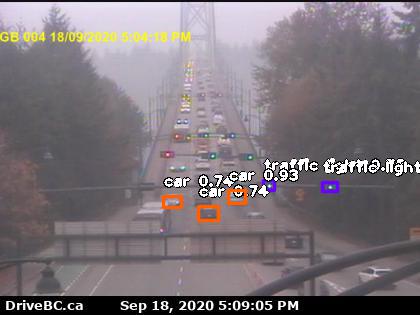 GB 004 18/09/2020 5:04:18 PM
traffic light
car 0.93
car 0.74
car 0.74
DriveBC.ca Sep 18, 2020 5:09:05 PM